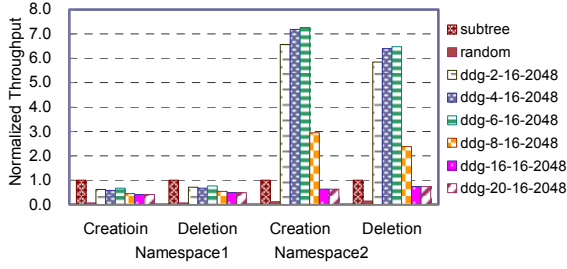 8.0
7.0
6.0
5.0
4.0
3.0
2.0
1.0
0.0
Normalized Throughput
Creatioin Deletion Creation Deletion
Namespace1 Namespace2
subtree
random
ddg-2-16-2048
ddg-4-16-2048
ddg-6-16-2048
ddg-8-16-2048
ddg-16-16-2048
ddg-20-16-2048